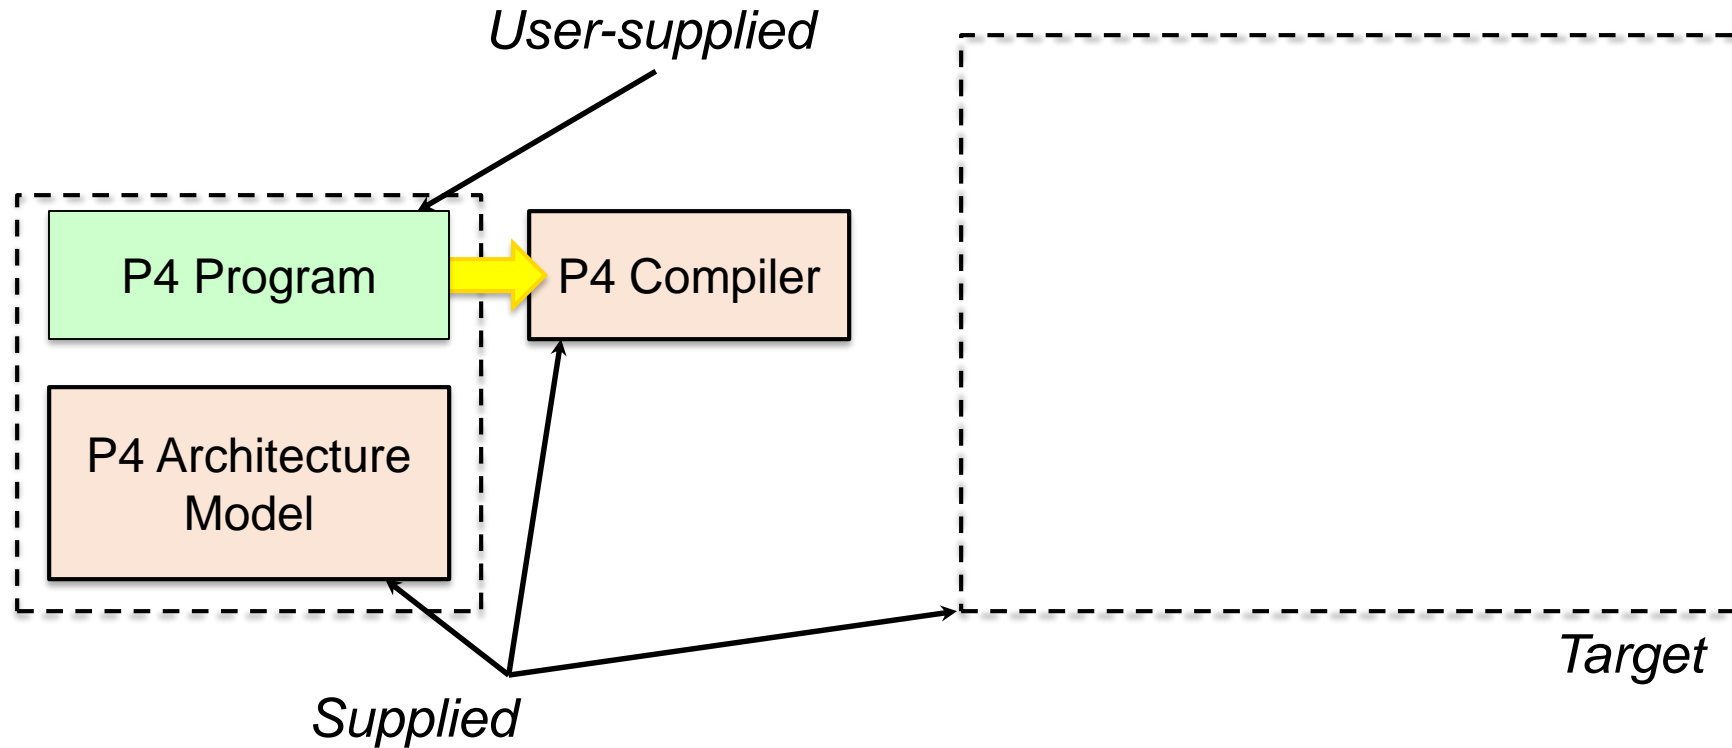 User-supplied
P4 Program
P4 Compiler
P4 Architecture
Model
Target
Supplied